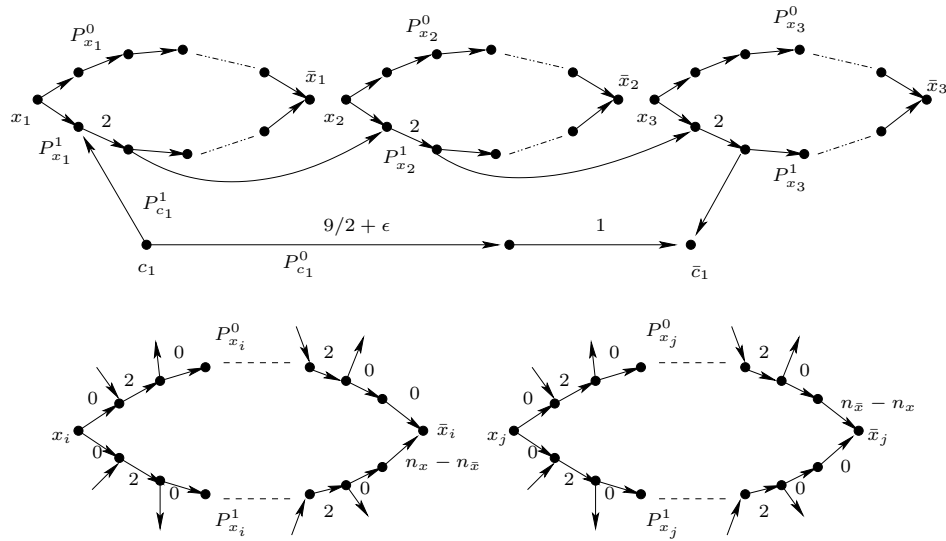 P^0_{x_1} P^0_{x_2} P^0_{x_3}
x̄_1 x̄_2 x̄_3
x_1 2 x_2 2 x_3 2
P^1_{x_1} P^1_{x_2} P^1_{x_3}
P^1_{c_1}
9/2 + ϵ 1
c_1 P^0_{c_1} c̄_1
P^0_{x_i} P^0_{x_j}
0 2 0 2 0 0 0 2 0 2 0 n_{x̄} − n_x
x_i x̄_i x_j x̄_j
0 2 0 2 0 n_x − n_{x̄} 0 2 0 2 0 0
P^1_{x_i} P^1_{x_j}